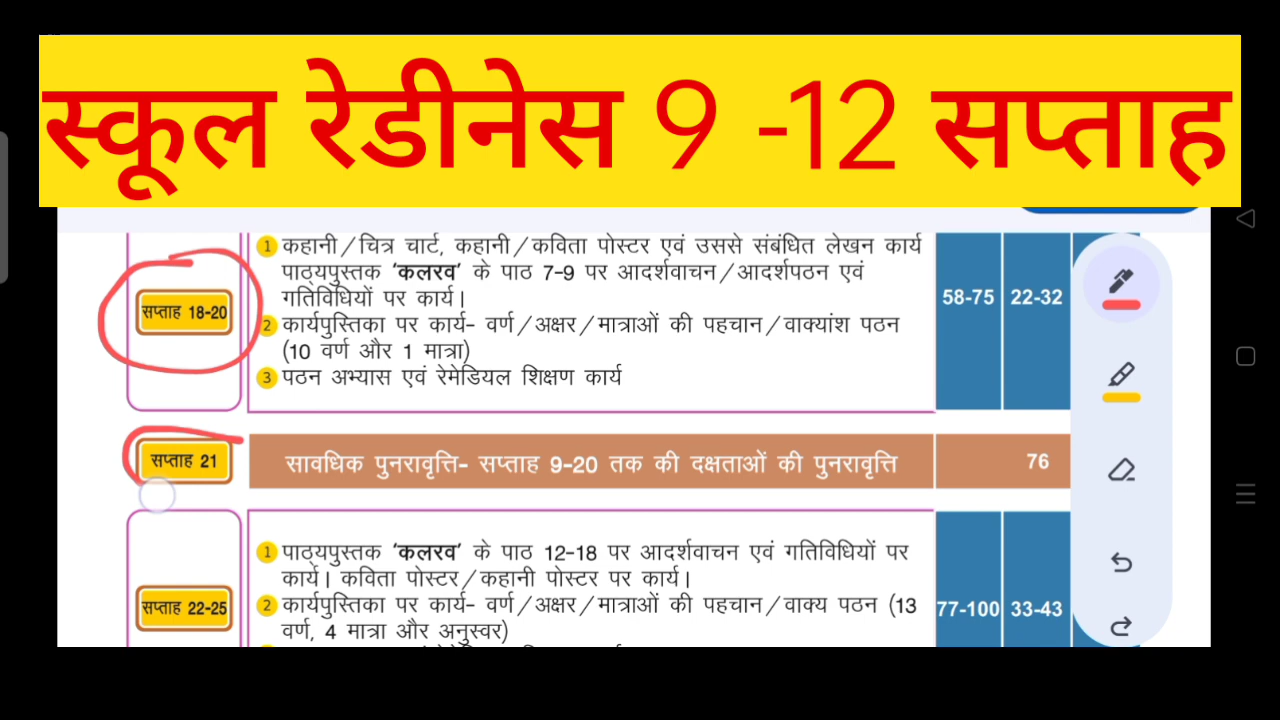 स्कूल रेडीनेस 9 -12 सप्ताह
1 कहानी/चित्र चार्ट, कहानी/कविता पोस्टर एवं उससे संबंधित लेखन कार्य
पाठ्यपुस्तक ‘कलरव’ के पाठ 7-9 पर आदर्शवाचन/आदर्शपठन एवं
गतिविधियों पर कार्य।
सप्ताह 18-20
58-75 22-32
2 कार्यपुस्तिका पर कार्य- वर्ण/अक्षर/मात्राओं की पहचान/वाक्यांश पठन
(10 वर्ण और 1 मात्रा)
3 पठन अभ्यास एवं रेमेडियल शिक्षण कार्य
सप्ताह 21 सावधिक पुनरावृत्ति- सप्ताह 9-20 तक की दक्षताओं की पुनरावृत्ति 76
1 पाठ्यपुस्तक ‘कलरव’ के पाठ 12-18 पर आदर्शवाचन एवं गतिविधियों पर
कार्य। कविता पोस्टर/कहानी पोस्टर पर कार्य।
सप्ताह 22-25 2 कार्यपुस्तिका पर कार्य- वर्ण/अक्षर/मात्राओं की पहचान/वाक्य पठन (13 77-100 33-43
वर्ण, 4 मात्रा और अनुस्वर)